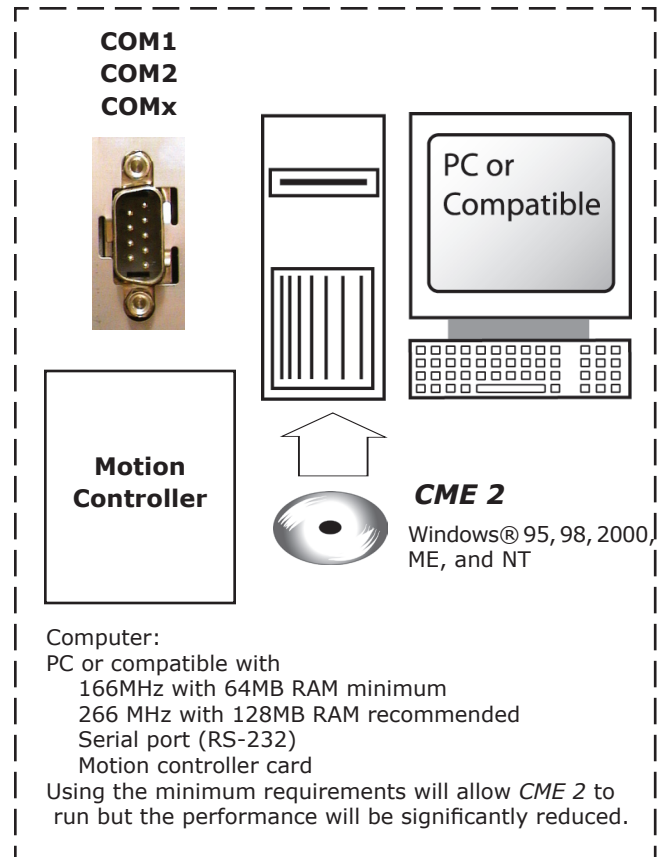 COM1
COM2
COMx
PC or
Compatible
Motion
Controller
CME 2
Windows® 95, 98, 2000,
ME, and NT
Computer:
PC or compatible with
166MHz with 64MB RAM minimum
266 MHz with 128MB RAM recommended
Serial port (RS-232)
Motion controller card
Using the minimum requirements will allow CME 2 to
run but the performance will be significantly reduced.